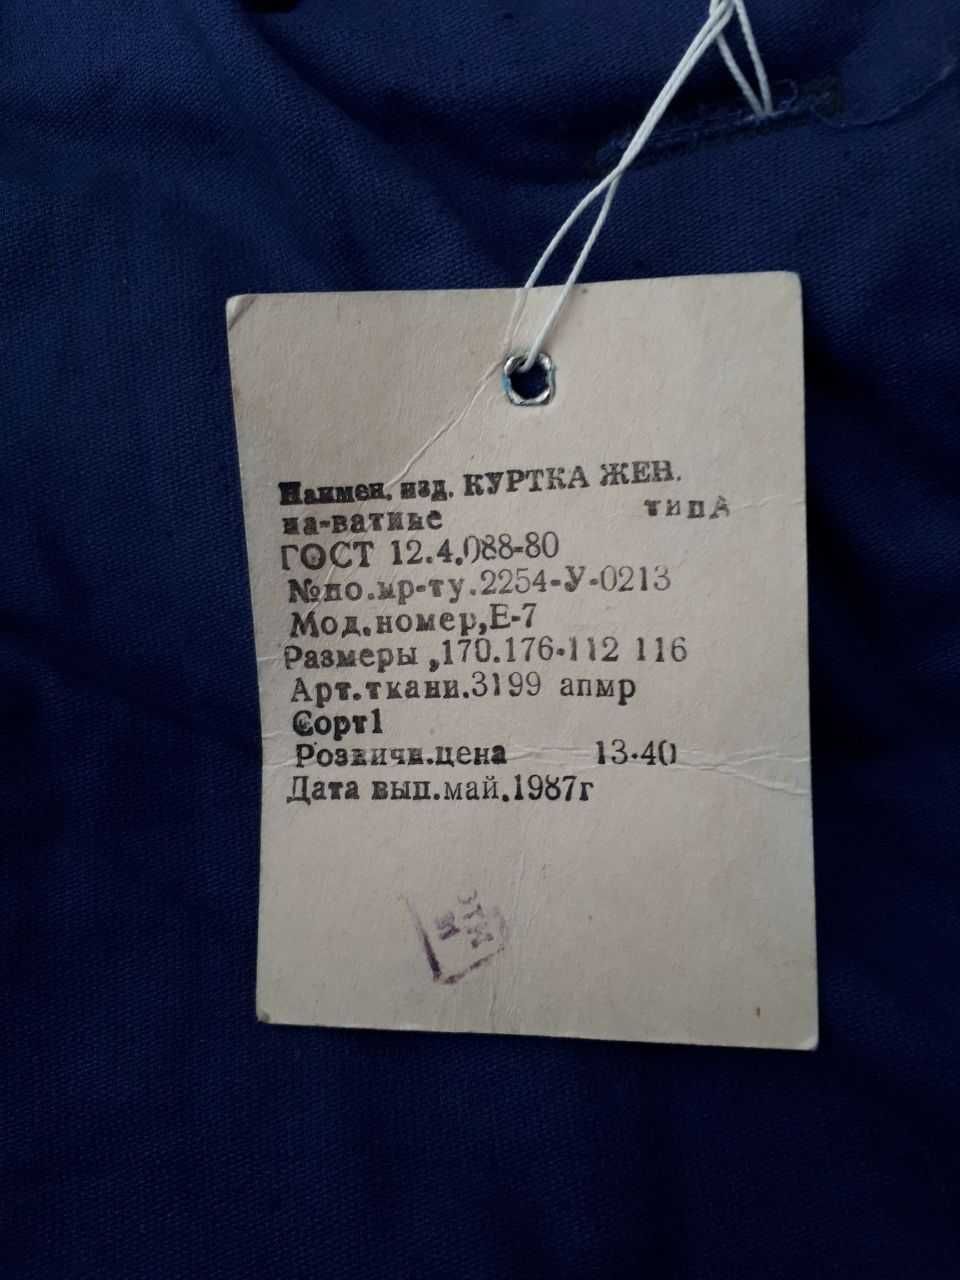 Наимен. изд. КУРТКА ЖЕН.
на-ватине типА
ГОСТ 12.4.088-80
№по.мр-ту.2254-У-0213
Мод.номер,Е-7
Размеры ,170.176-112 116
Арт.ткани.3199 апмр
Сорт1
Розничн.цена 13-40
Дата вып.май.1987г